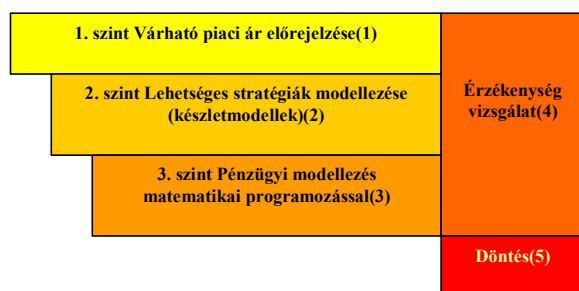 1. szint Várható piaci ár előrejelzése(1)
2. szint Lehetséges stratégiák modellezése
(készletmodellek)(2)
3. szint Pénzügyi modellezés
matematikai programozással(3)
Érzékenység
vizsgálat(4)
Döntés(5)